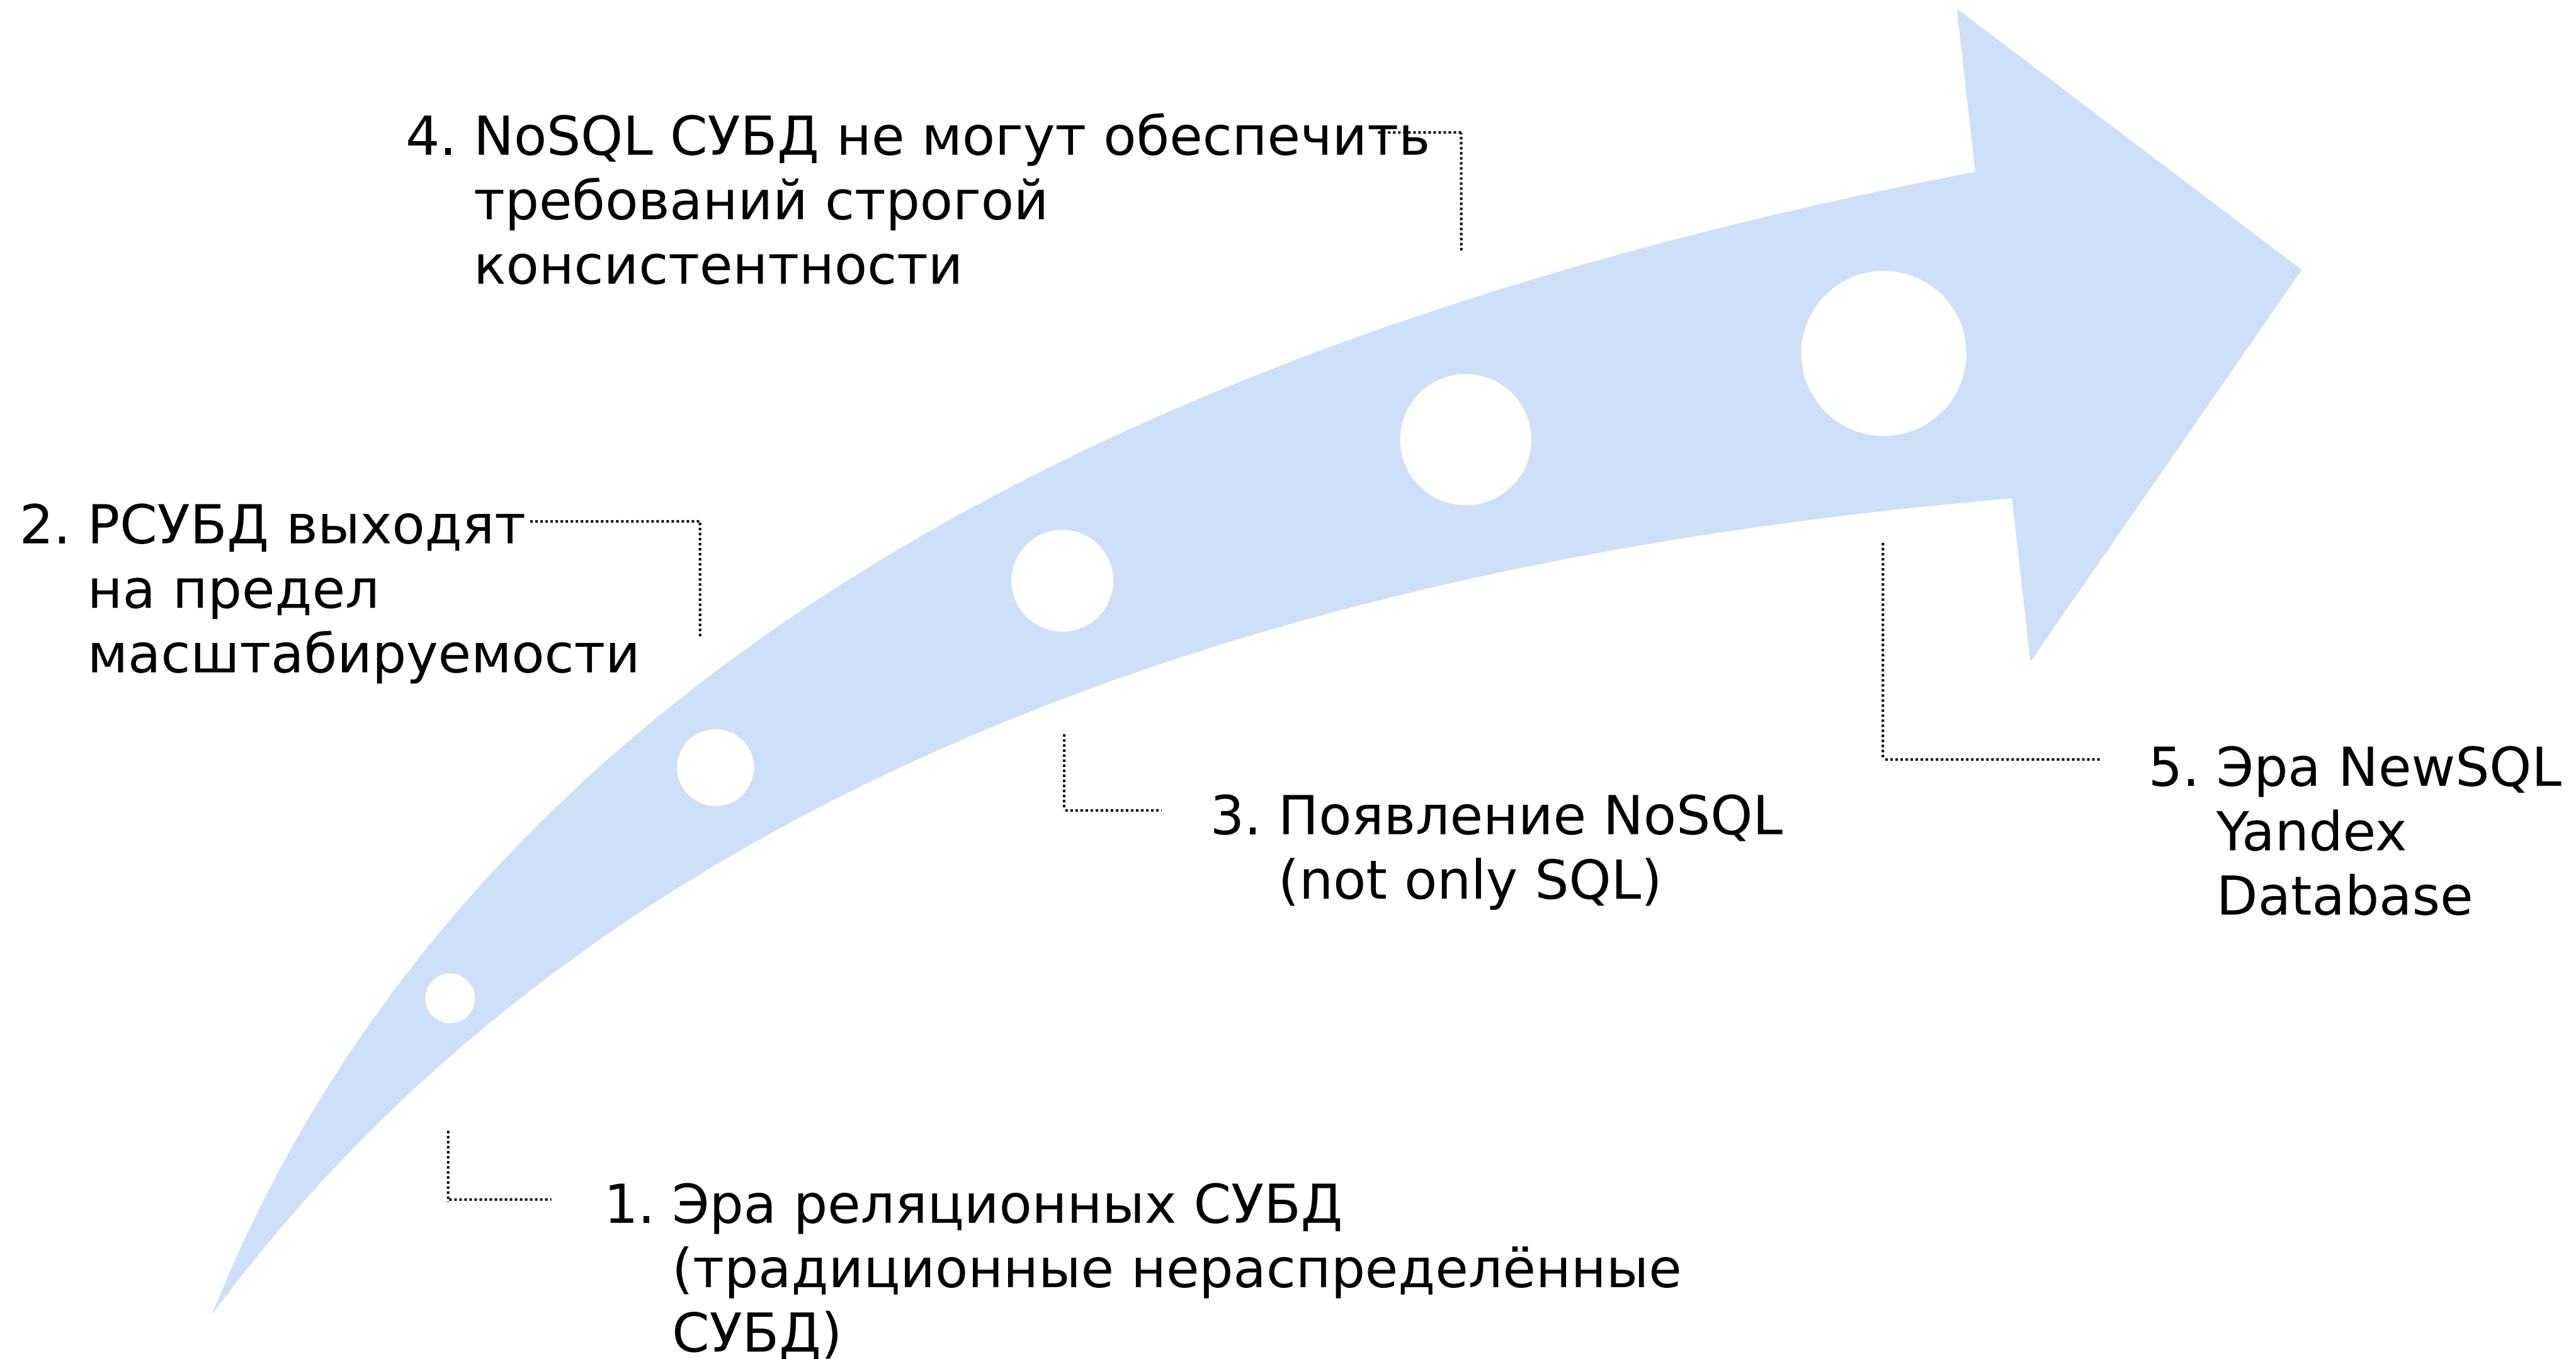 4. NoSQL СУБД не могут обеспечить
требований строгой
консистентности
2. РСУБД выходят
на предел
масштабируемости
3. Появление NoSQL
(not only SQL)
5. Эра NewSQL
Yandex
Database
1. Эра реляционных СУБД
(традиционные нераспределённые
СУБД)